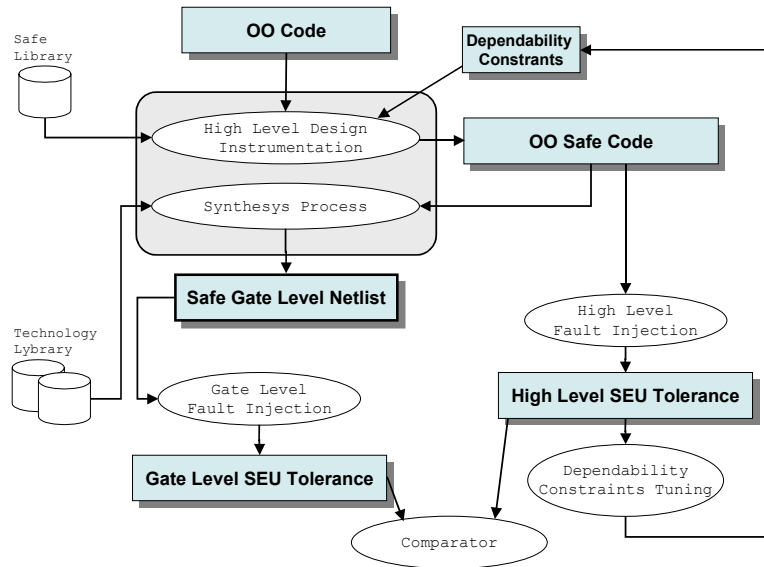 Safe
Library
OO Code
Dependability
Constrants
High Level Design
Instrumentation
OO Safe Code
Synthesys Process
Safe Gate Level Netlist
High Level
Fault Injection
Technology
Lybrary
Gate Level
Fault Injection
High Level SEU Tolerance
Gate Level SEU Tolerance
Dependability
Constraints Tuning
Comparator